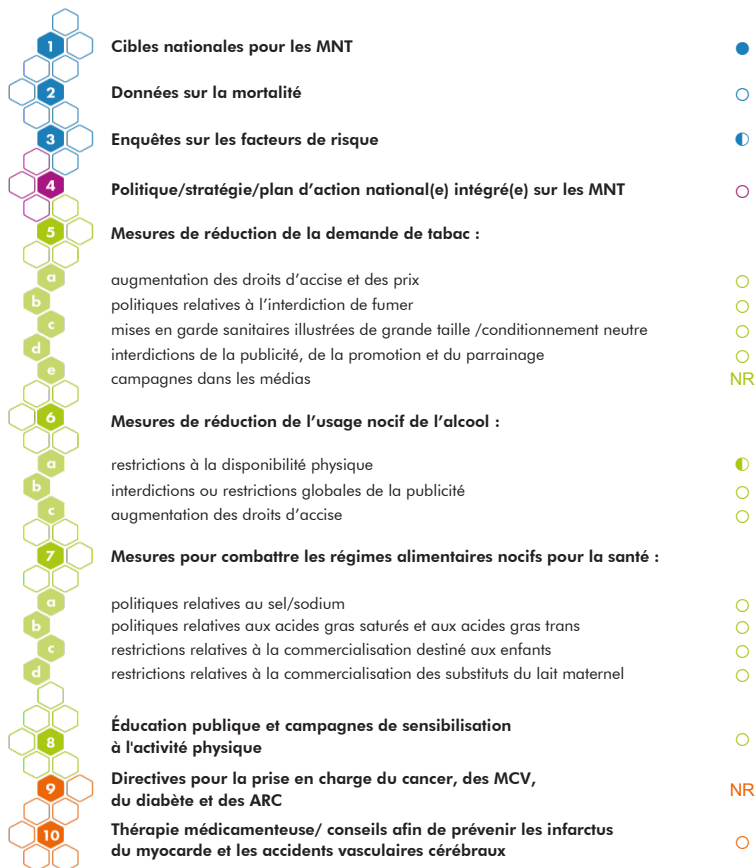 1 Cibles nationales pour les MNT
2 Données sur la mortalité
3 Enquêtes sur les facteurs de risque
4 Politique/stratégie/plan d'action national(e) intégré(e) sur les MNT
5 Mesures de réduction de la demande de tabac :
a augmentation des droits d'accise et des prix
b politiques relatives à l'interdiction de fumer
c mises en garde sanitaires illustrées de grande taille /conditionnement neutre
d interdictions de la publicité, de la promotion et du parrainage
e campagnes dans les médias NR
6 Mesures de réduction de l'usage nocif de l'alcool :
a restrictions à la disponibilité physique
b interdictions ou restrictions globales de la publicité
c augmentation des droits d'accise
7 Mesures pour combattre les régimes alimentaires nocifs pour la santé :
a politiques relatives au sel/sodium
b politiques relatives aux acides gras saturés et aux acides gras trans
c restrictions relatives à la commercialisation destiné aux enfants
d restrictions relatives à la commercialisation des substituts du lait maternel
Éducation publique et campagnes de sensibilisation
8 à l'activité physique
9 Directives pour la prise en charge du cancer, des MCV, NR
du diabète et des ARC
10 Thérapie médicamenteuse/ conseils afin de prévenir les infarctus
du myocarde et les accidents vasculaires cérébraux